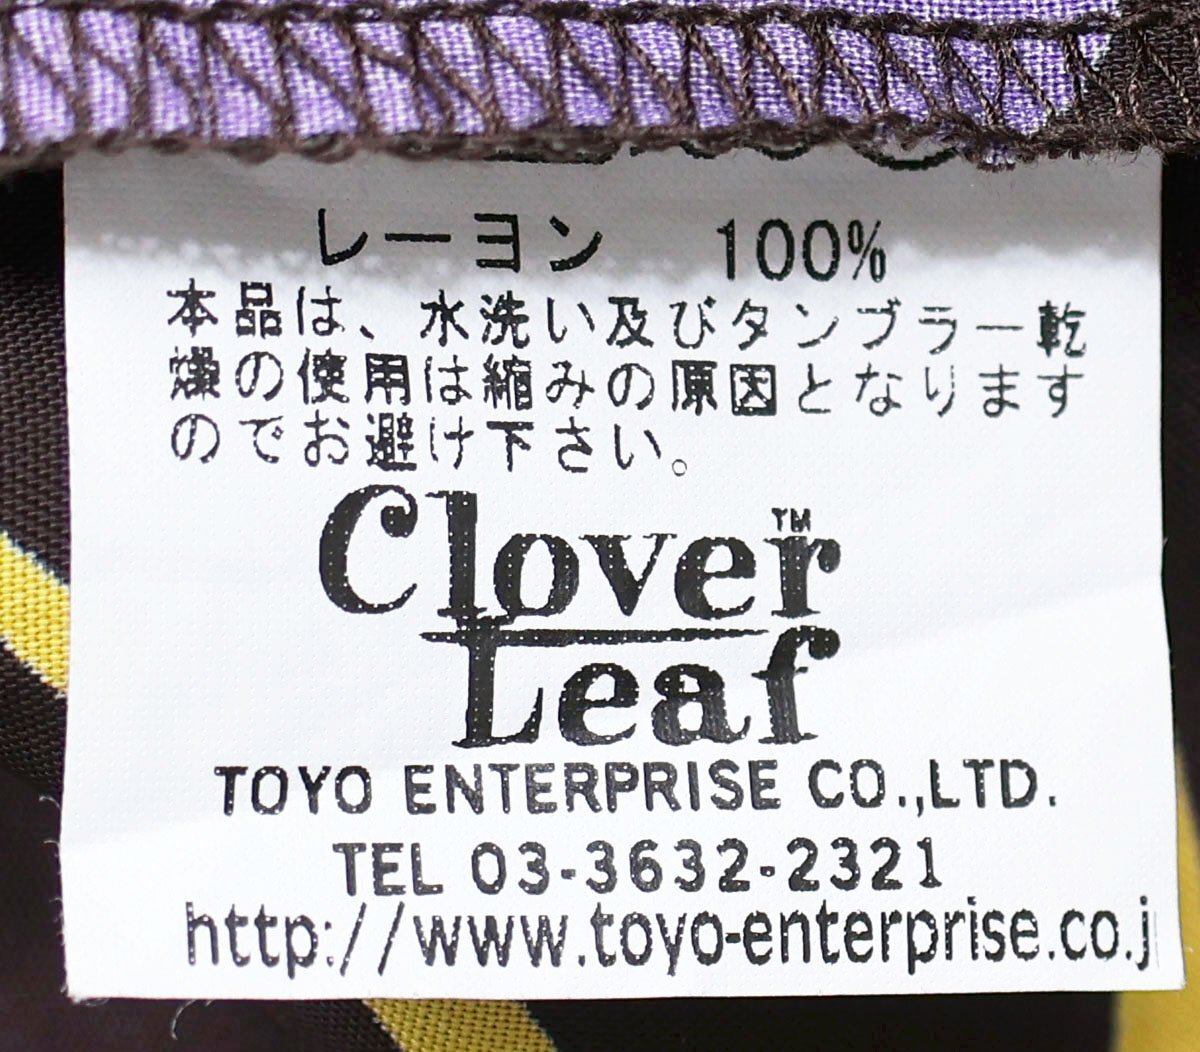 レーヨン 100%
本品は、水洗い及びタンブラー乾
燥の使用は縮みの原因となります
のでお避け下さい。
Clover™
Leaf
TOYO ENTERPRISE CO.,LTD.
TEL 03-3632-2321
http://www.toyo-enterprise.co.j